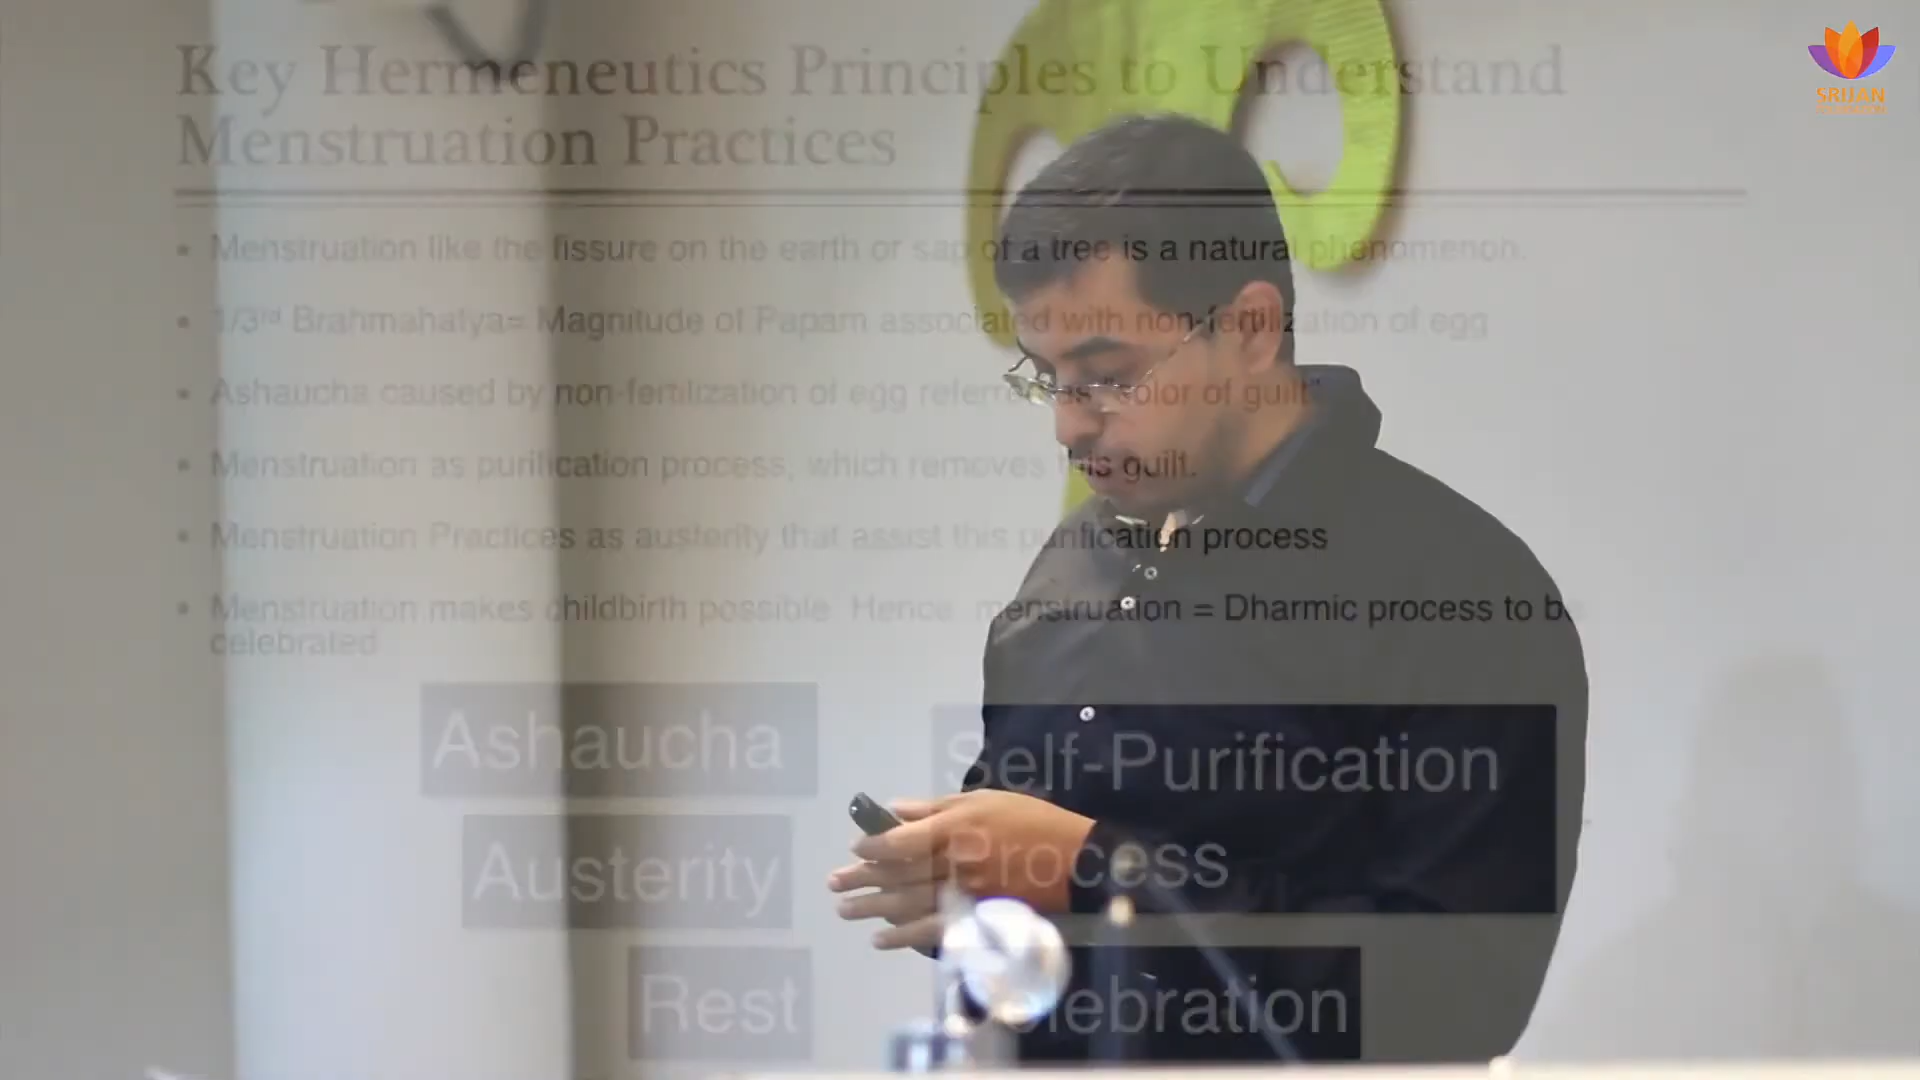 SRIJAN
Key Hermeneutics Principles to Understand
Menstruation Practices
• Menstruation like the fissure on the earth or sap of a tree is a natural phenomenon.
• 1/3rd Brahmahatya= Magnitude of Papam associated with non-fertilization of egg
• Ashaucha caused by non-fertilization of egg referred as "color of guilt"
• Menstruation as purification process, which removes this guilt.
• Menstruation Practices as austerity that assist this purification process
• Menstruation makes childbirth possible. Hence, menstruation = Dharmic process to be
celebrated
Ashaucha
Self-Purification
Process
Austerity
Rest
Celebration